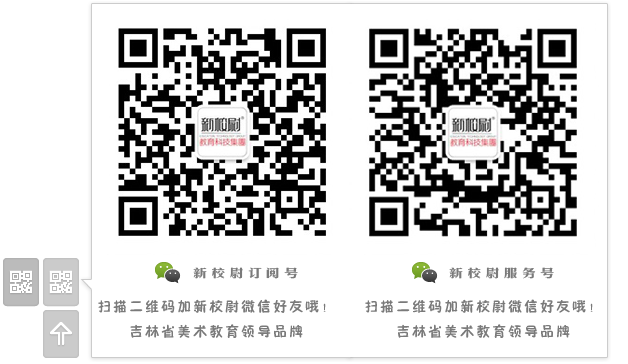 新校尉
教育科技集團
新校尉
教育科技集團
新校尉订阅号
扫描二维码加新校尉微信好友哦!
吉林省美术教育领导品牌
新校尉服务号
扫描二维码加新校尉微信好友哦!
吉林省美术教育领导品牌